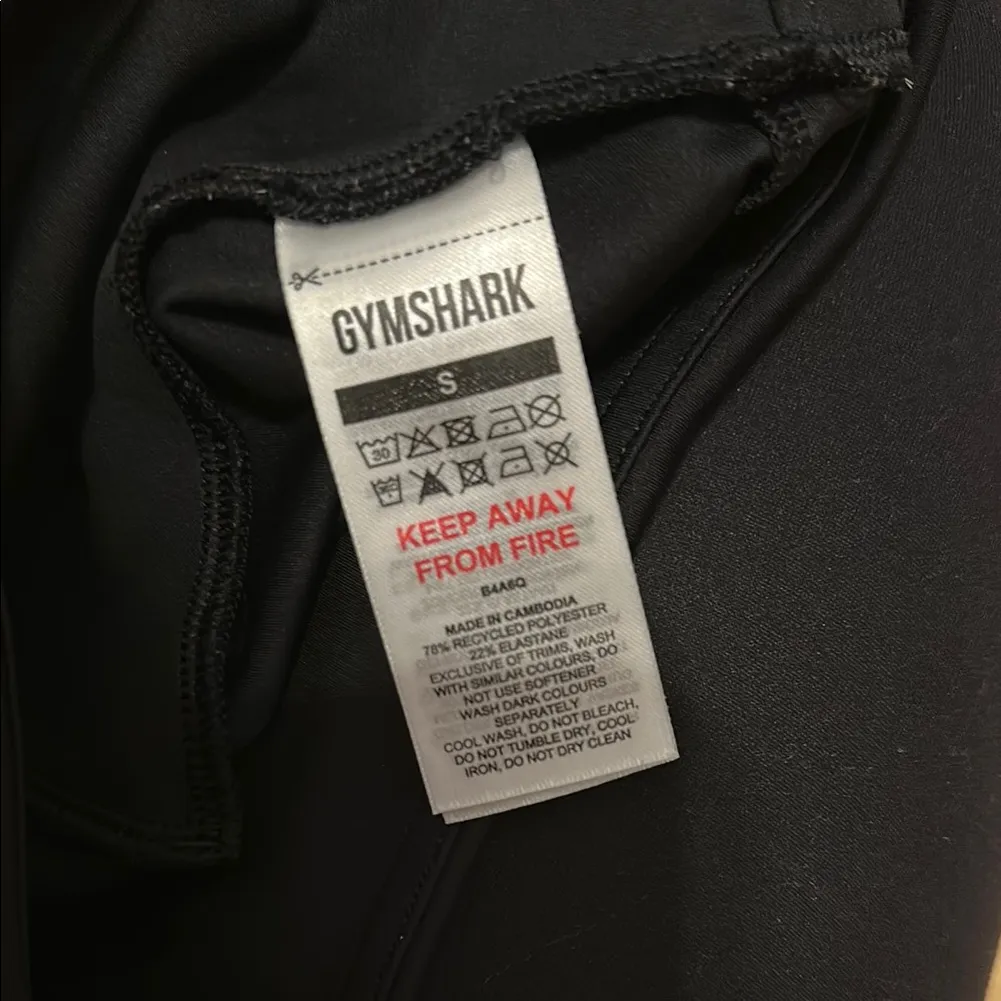 GYMSHARK
S
30
KEEP AWAY
FROM FIRE
B4A6Q
MADE IN CAMBODIA
78% RECYCLED POLYESTER
22% ELASTANE
EXCLUSIVE OF TRIMS, WASH
WITH SIMILAR COLOURS, DO
NOT USE SOFTENER
WASH DARK COLOURS
SEPARATELY
COOL WASH, DO NOT BLEACH,
DO NOT TUMBLE DRY, COOL
IRON, DO NOT DRY CLEAN